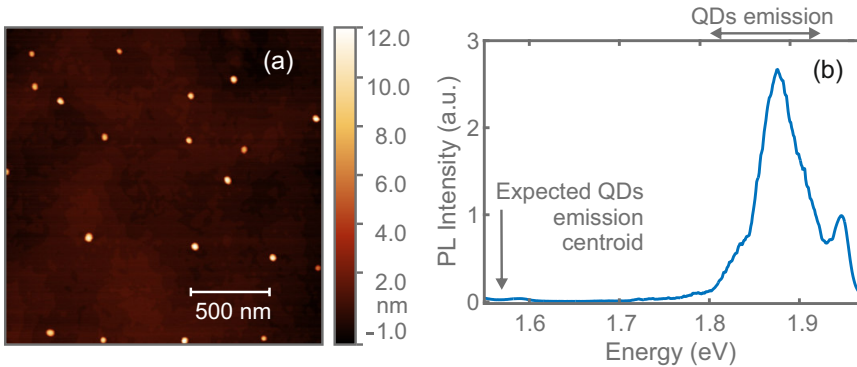 (a)
500 nm
12.0
10.0
8.0
6.0
4.0
2.0
nm
-1.0
QDs emission
(b)
Expected QDs
emission
centroid
PL Intensity (a.u.)
3
2
1
0
1.6
1.7
1.8
1.9
Energy (eV)